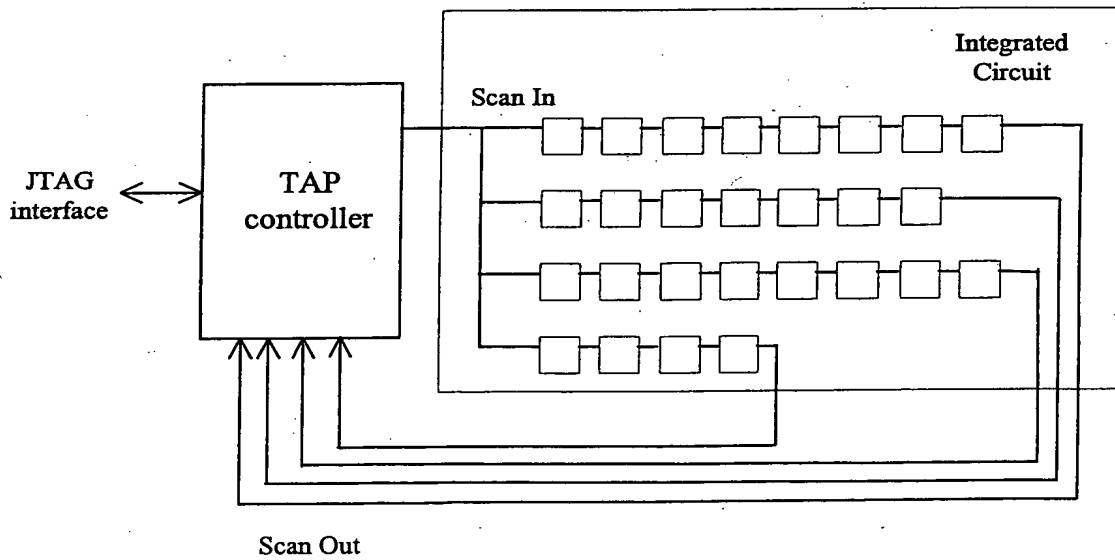 Integrated
Circuit
Scan In
JTAG
interface
TAP
controller
Scan Out